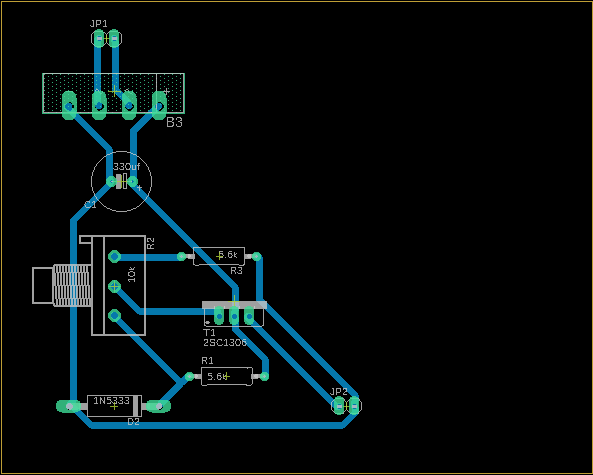 JP1
B3
330uf
+
C1
R2
10k
5.6k
R3
T1
2SC1306
R1
5.6k
JP2
1N5333
D2